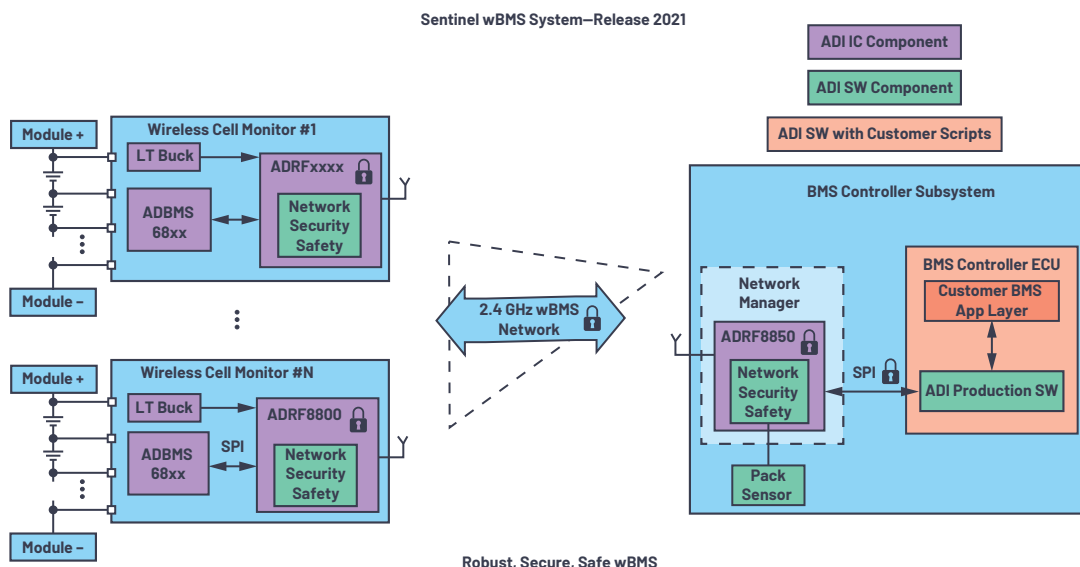 Sentinel wBMS System—Release 2021
ADI IC Component
ADI SW Component
ADI SW with Customer Scripts
Module +
Wireless Cell Monitor #1
LT Buck
ADRFxxxx
ADBMS
68xx
Network
Security
Safety
Module –
2.4 GHz wBMS
Network
BMS Controller Subsystem
Network
Manager
ADRF8850
Network
Security
Safety
SPI
BMS Controller ECU
Customer BMS
App Layer
ADI Production SW
Pack
Sensor
Module +
Wireless Cell Monitor #N
LT Buck
ADRF8800
ADBMS
68xx
SPI
Network
Security
Safety
Module –
Robust, Secure, Safe wBMS